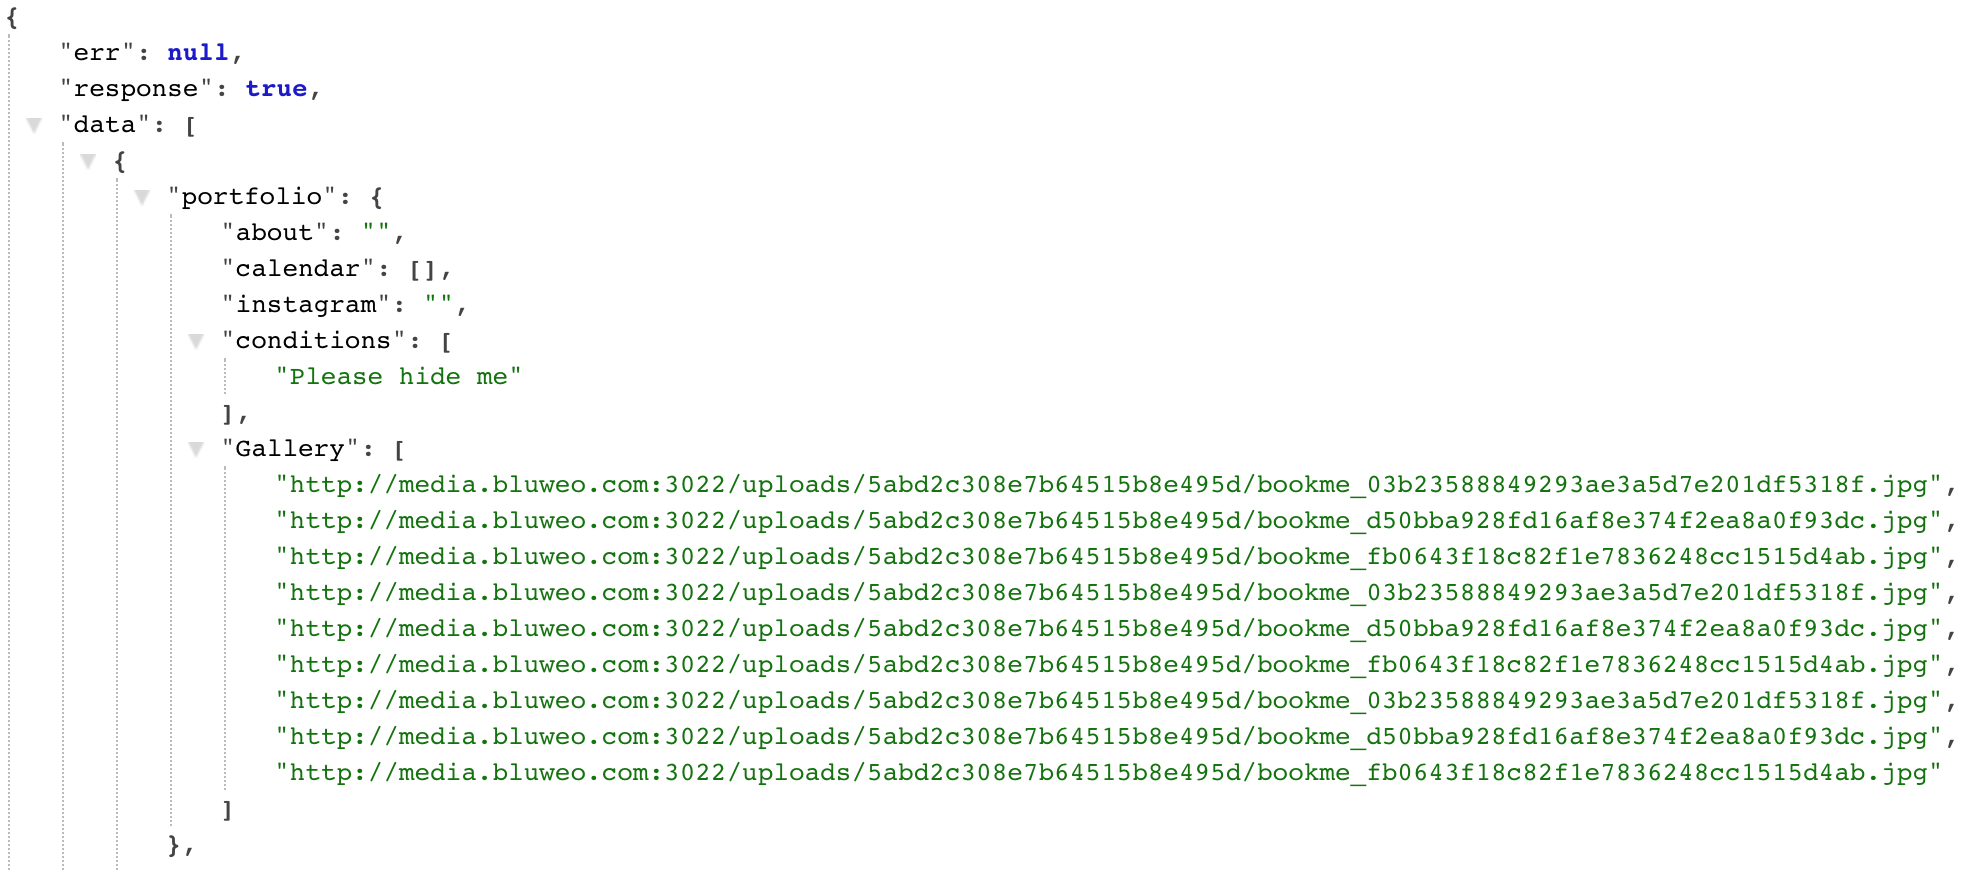 {
"err": null,
"response": true,
"data": [
{
"portfolio": {
"about": "",
"calendar": [],
"instagram": "",
"conditions": [
"Please hide me"
],
"Gallery": [
"http://media.bluweo.com:3022/uploads/5abd2c308e7b64515b8e495d/bookme_03b23588849293ae3a5d7e201df5318f.jpg",
"http://media.bluweo.com:3022/uploads/5abd2c308e7b64515b8e495d/bookme_d50bba928fd16af8e374f2ea8a0f93dc.jpg",
"http://media.bluweo.com:3022/uploads/5abd2c308e7b64515b8e495d/bookme_fb0643f18c82f1e7836248cc1515d4ab.jpg",
"http://media.bluweo.com:3022/uploads/5abd2c308e7b64515b8e495d/bookme_03b23588849293ae3a5d7e201df5318f.jpg",
"http://media.bluweo.com:3022/uploads/5abd2c308e7b64515b8e495d/bookme_d50bba928fd16af8e374f2ea8a0f93dc.jpg",
"http://media.bluweo.com:3022/uploads/5abd2c308e7b64515b8e495d/bookme_fb0643f18c82f1e7836248cc1515d4ab.jpg",
"http://media.bluweo.com:3022/uploads/5abd2c308e7b64515b8e495d/bookme_03b23588849293ae3a5d7e201df5318f.jpg",
"http://media.bluweo.com:3022/uploads/5abd2c308e7b64515b8e495d/bookme_d50bba928fd16af8e374f2ea8a0f93dc.jpg",
"http://media.bluweo.com:3022/uploads/5abd2c308e7b64515b8e495d/bookme_fb0643f18c82f1e7836248cc1515d4ab.jpg"
]
},